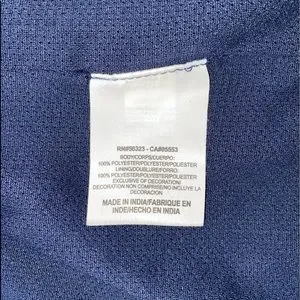 RN#56323 - CA#05553
BODY/CORPS/CUERPO:
100% POLYESTER/POLYESTER/POLIESTER
LINING/DOUBLURE/FORRO:
100% POLYESTER/POLYESTER/POLIESTER
EXCLUSIVE OF DECORATION/
DECORATION NON COMPRISE/NO INCLUYE LA
DECORACION
MADE IN INDIA/FABRIQUE EN
INDE/HECHO EN INDIA